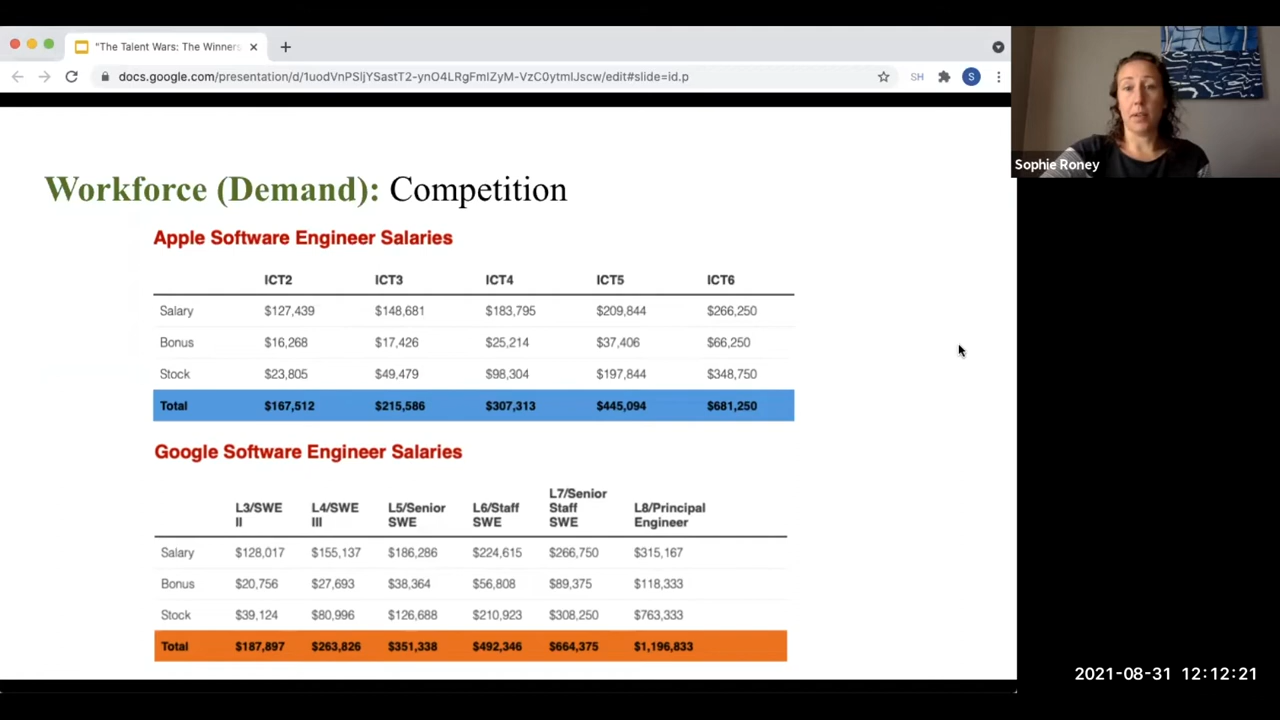 "The Talent Wars: The Winners
docs.google.com/presentation/d/1uodVnPSIjYSastT2-ynO4LRgFmIZyM-VzC0ytmIJscw/edit#slide=id.p
SH
S
Sophie Roney
Workforce (Demand): Competition
Apple Software Engineer Salaries
ICT2 ICT3 ICT4 ICT5 ICT6
Salary $127,439 $148,681 $183,795 $209,844 $266,250
Bonus $16,268 $17,426 $25,214 $37,406 $66,250
Stock $23,805 $49,479 $98,304 $197,844 $348,750
Total $167,512 $215,586 $307,313 $445,094 $681,250
Google Software Engineer Salaries
L3/SWE II L4/SWE III L5/Senior SWE L6/Staff SWE L7/Senior Staff SWE L8/Principal Engineer
Salary $128,017 $155,137 $186,286 $224,615 $266,750 $315,167
Bonus $20,756 $27,693 $38,364 $56,808 $89,375 $118,333
Stock $39,124 $80,996 $126,688 $210,923 $308,250 $763,333
Total $187,897 $263,826 $351,338 $492,346 $664,375 $1,196,833
2021-08-31 12:12:21